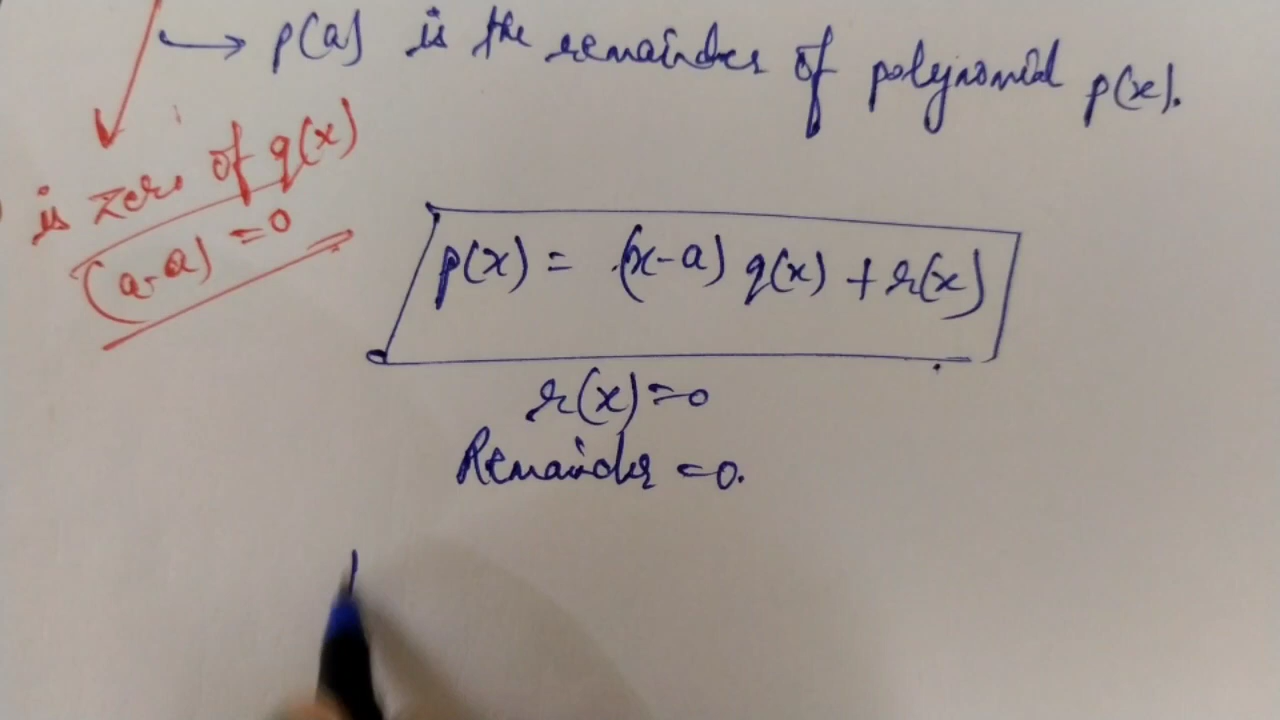 p(a) is the remainder of polynomial p(x).
is zero of q(x)
(a-a) = 0
p(x) = (x-a) q(x) + r(x)
r(x) = 0
Remainder = 0.